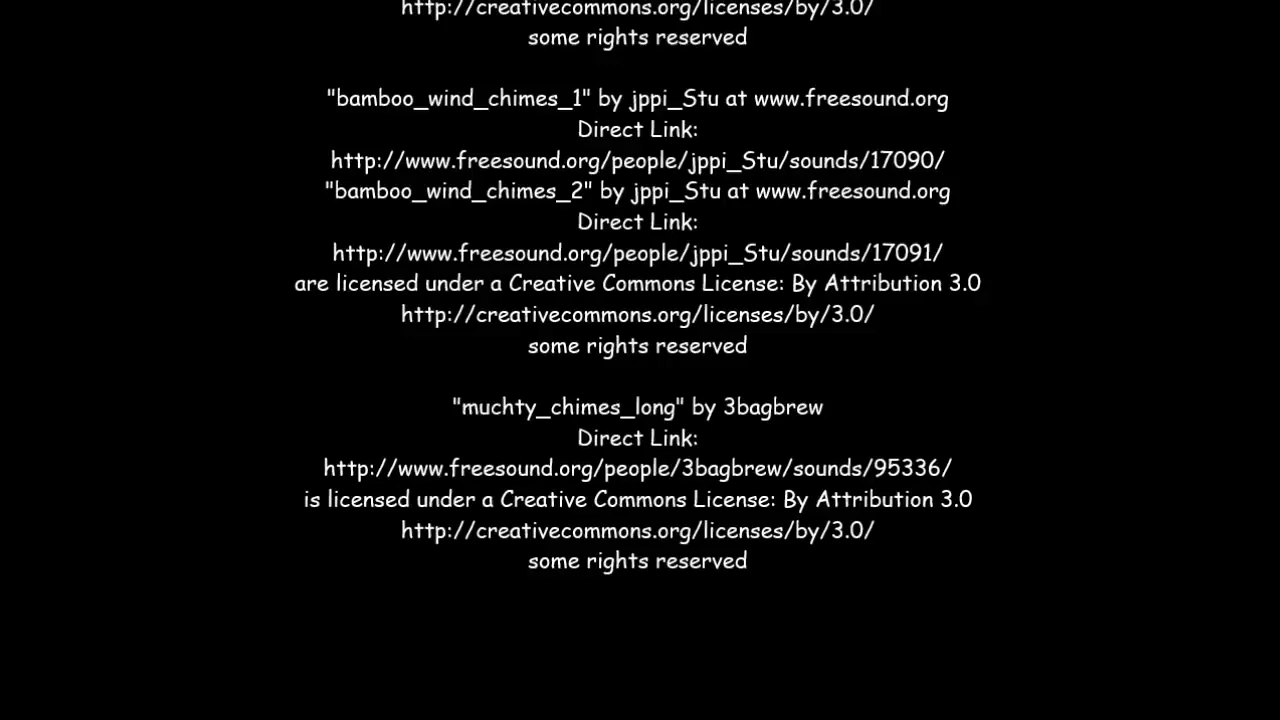 http://creativecommons.org/licenses/by/3.0/
some rights reserved
"bamboo_wind_chimes_1" by jppi_Stu at www.freesound.org
Direct Link:
http://www.freesound.org/people/jppi_Stu/sounds/17090/
"bamboo_wind_chimes_2" by jppi_Stu at www.freesound.org
Direct Link:
http://www.freesound.org/people/jppi_Stu/sounds/17091/
are licensed under a Creative Commons License: By Attribution 3.0
http://creativecommons.org/licenses/by/3.0/
some rights reserved
"muchty_chimes_long" by 3bagbrew
Direct Link:
http://www.freesound.org/people/3bagbrew/sounds/95336/
is licensed under a Creative Commons License: By Attribution 3.0
http://creativecommons.org/licenses/by/3.0/
some rights reserved